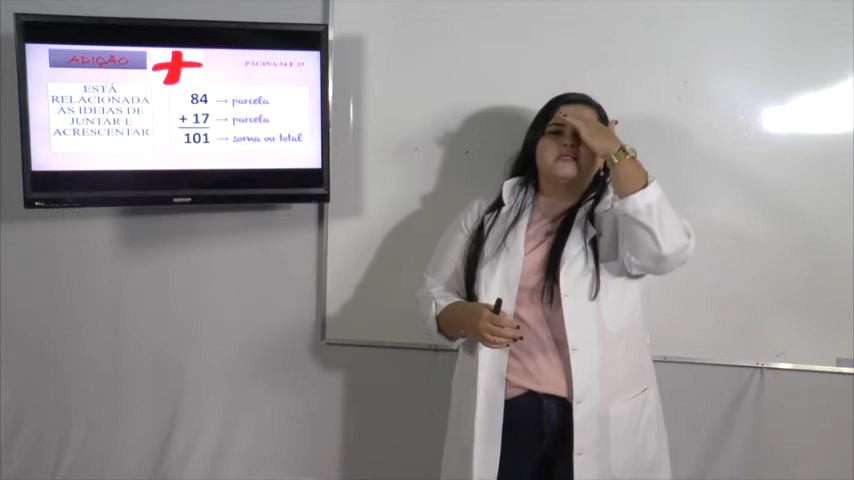 ADIÇÃO
PÁGINA 34 E 35
ESTÁ
RELACIONADA
ÀS IDEIAS DE
JUNTAR E
ACRESCENTAR
84 → parcela
+ 17 → parcela
101 → soma ou total